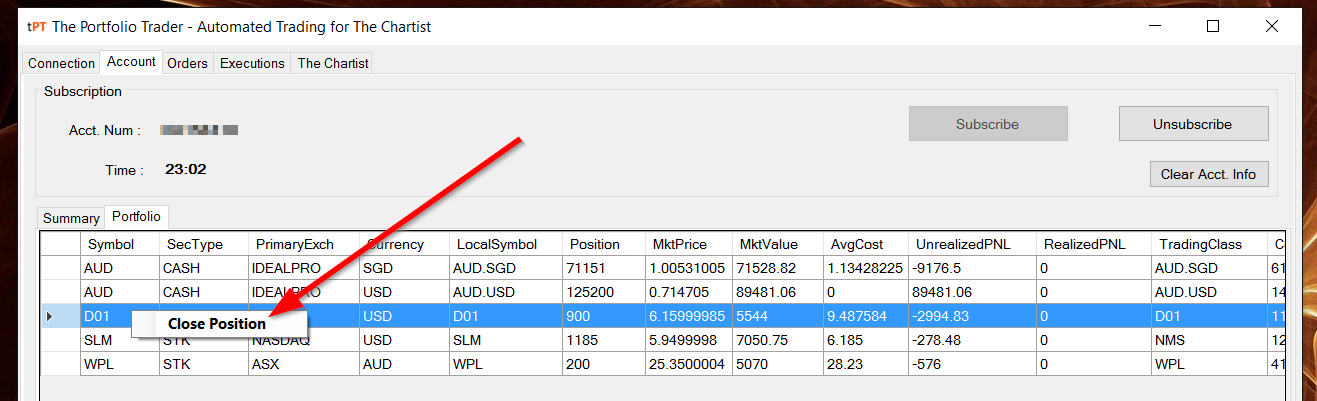 tPT The Portfolio Trader - Automated Trading for The Chartist
Connection Account Orders Executions The Chartist
Subscription
Acct. Num : Subscribe Unsubscribe
Time : 23:02 Clear Acct. Info
Summary Portfolio
Symbol SecType PrimaryExch Currency LocalSymbol Position MktPrice MktValue AvgCost UnrealizedPNL RealizedPNL TradingClass
AUD CASH IDEALPRO SGD AUD.SGD 71151 1.00531005 71528.82 1.13428225 -9176.5 0 AUD.SGD 61
AUD CASH IDEALPRO USD AUD.USD 125200 0.714705 89481.06 0 89481.06 0 AUD.USD 14
D01 Close Position USD D01 900 6.15999985 5544 9.487584 -2994.83 0 D01 11
SLM STK NASDAQ USD SLM 1185 5.9499998 7050.75 6.185 -278.48 0 NMS 12
WPL STK ASX AUD WPL 200 25.3500004 5070 28.23 -576 0 WPL 41